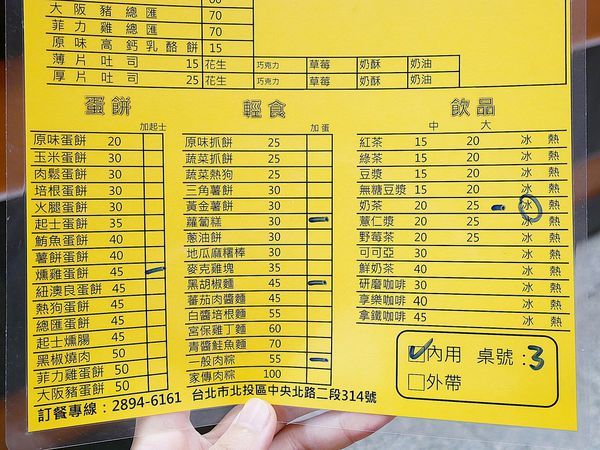 大阪豬總匯 70
菲力雞總匯 70
原味高鈣乳酪餅 15
薄片吐司 15 花生 巧克力 草莓 奶酥 奶油
厚片吐司 25 花生 巧克力 草莓 奶酥 奶油
蛋餅
加起士
原味蛋餅 20
玉米蛋餅 30
肉鬆蛋餅 30
培根蛋餅 30
火腿蛋餅 30
起士蛋餅 35
鮪魚蛋餅 40
薯餅蛋餅 40
燻雞蛋餅 45
紐澳良蛋餅 45
熱狗蛋餅 45
總匯蛋餅 45
起士燻腸 45
黑椒燒肉 50
菲力雞蛋餅 50
大阪豬蛋餅 50
輕食
加蛋
原味抓餅 25
蔬菜抓餅 25
蔬菜熱狗 25
三角薯餅 30
黃金薯餅 30
蘿蔔糕 30
蔥油餅 30
地瓜麻糬棒 30
麥克雞塊 35
黑胡椒麵 45
蕃茄肉醬麵 45
白醬培根麵 55
宮保雞丁麵 60
青醬鮭魚麵 70
一般肉粽 55
家傳肉粽 100
飲品
中 大
紅茶 15 20 冰 熱
綠茶 15 20 冰 熱
豆漿 15 20 冰 熱
無糖豆漿 15 20 冰 熱
奶茶 20 25 冰 熱
薏仁漿 20 25 冰 熱
野莓茶 20 25 冰 熱
可可亞 30 冰 熱
鮮奶茶 40 冰 熱
研磨咖啡 30 冰 熱
享樂咖啡 40 冰 熱
拿鐵咖啡 45 冰 熱
內用 桌號:3
外帶
訂餐專線:2894-6161 台北市北投區中央北路二段314號